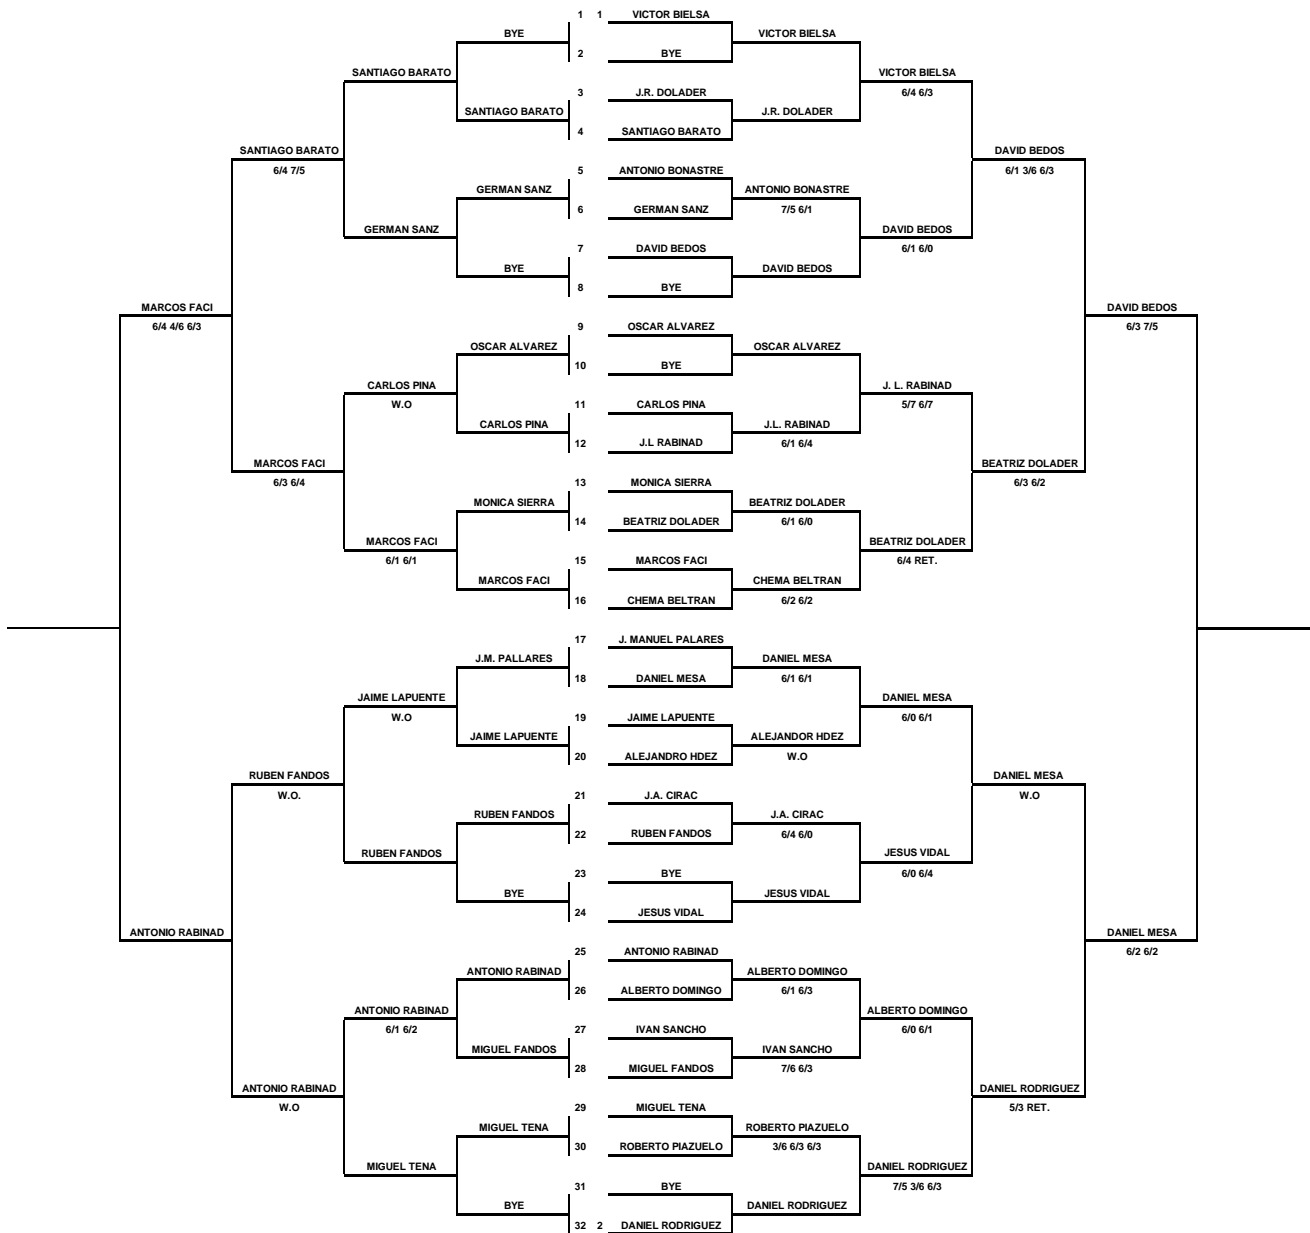 1 1 VICTOR BIELSA
BYE VICTOR BIELSA
2 BYE
SANTIAGO BARATO VICTOR BIELSA
3 J.R. DOLADER 6/4 6/3
SANTIAGO BARATO J.R. DOLADER
4 SANTIAGO BARATO
SANTIAGO BARATO DAVID BEDOS
6/4 7/5 5 ANTONIO BONASTRE 6/1 3/6 6/3
GERMAN SANZ ANTONIO BONASTRE
6 GERMAN SANZ 7/5 6/1
GERMAN SANZ DAVID BEDOS
7 DAVID BEDOS 6/1 6/0
BYE DAVID BEDOS
8 BYE
MARCOS FACI DAVID BEDOS
6/4 4/6 6/3 9 OSCAR ALVAREZ 6/3 7/5
OSCAR ALVAREZ OSCAR ALVAREZ
10 BYE
CARLOS PINA J. L. RABINAD
W.O 11 CARLOS PINA 5/7 6/7
CARLOS PINA J.L. RABINAD
12 J.L RABINAD 6/1 6/4
MARCOS FACI BEATRIZ DOLADER
6/3 6/4 13 MONICA SIERRA 6/3 6/2
MONICA SIERRA BEATRIZ DOLADER
14 BEATRIZ DOLADER 6/1 6/0
MARCOS FACI BEATRIZ DOLADER
6/1 6/1 15 MARCOS FACI 6/4 RET.
MARCOS FACI CHEMA BELTRAN
16 CHEMA BELTRAN 6/2 6/2
17 J. MANUEL PALARES
J.M. PALLARES DANIEL MESA
18 DANIEL MESA 6/1 6/1
JAIME LAPUENTE DANIEL MESA
W.O 19 JAIME LAPUENTE 6/0 6/1
JAIME LAPUENTE ALEJANDOR HDEZ
20 ALEJANDRO HDEZ W.O
RUBEN FANDOS DANIEL MESA
W.O. 21 J.A. CIRAC W.O
RUBEN FANDOS J.A. CIRAC
22 RUBEN FANDOS 6/4 6/0
RUBEN FANDOS JESUS VIDAL
23 BYE 6/0 6/4
BYE JESUS VIDAL
24 JESUS VIDAL
ANTONIO RABINAD DANIEL MESA
25 ANTONIO RABINAD 6/2 6/2
ANTONIO RABINAD ALBERTO DOMINGO
26 ALBERTO DOMINGO 6/1 6/3
ANTONIO RABINAD ALBERTO DOMINGO
6/1 6/2 27 IVAN SANCHO 6/0 6/1
MIGUEL FANDOS IVAN SANCHO
28 MIGUEL FANDOS 7/6 6/3
ANTONIO RABINAD DANIEL RODRIGUEZ
W.O 29 MIGUEL TENA 5/3 RET.
MIGUEL TENA ROBERTO PIAZUELO
30 ROBERTO PIAZUELO 3/6 6/3 6/3
MIGUEL TENA DANIEL RODRIGUEZ
31 BYE 7/5 3/6 6/3
BYE DANIEL RODRIGUEZ
32 2 DANIEL RODRIGUEZ